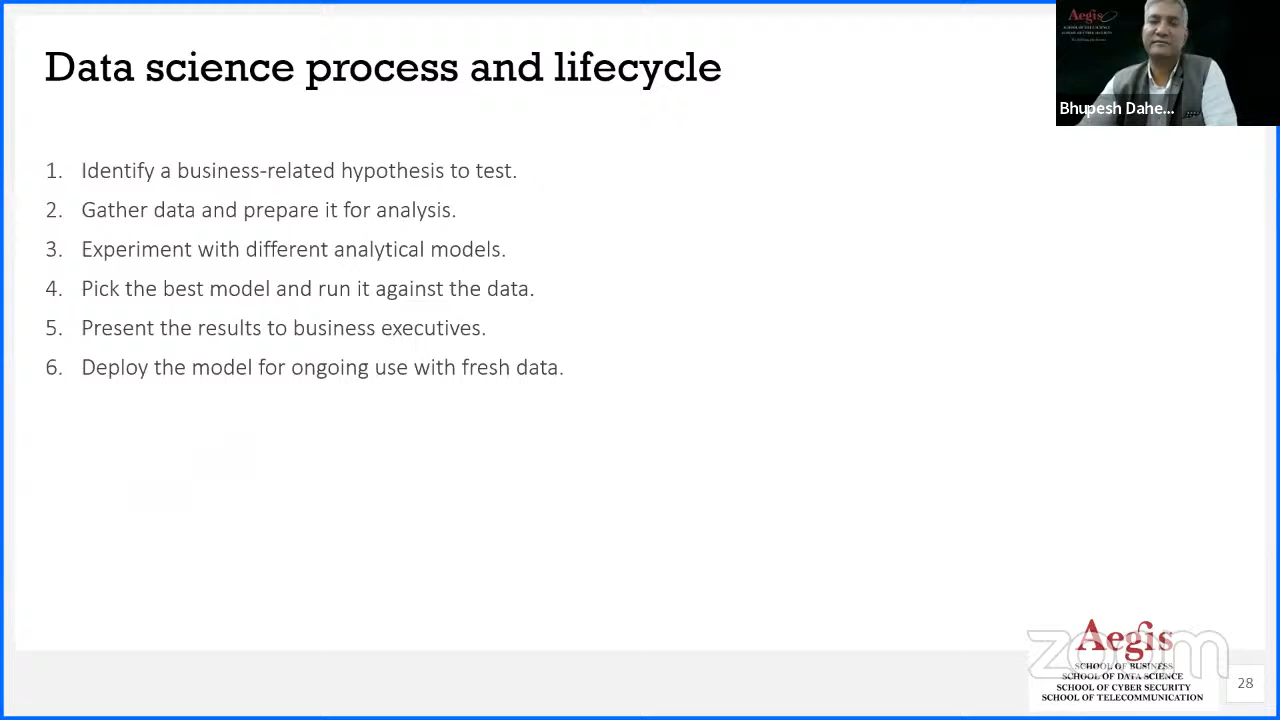 Data science process and lifecycle
1. Identify a business-related hypothesis to test.
2. Gather data and prepare it for analysis.
3. Experiment with different analytical models.
4. Pick the best model and run it against the data.
5. Present the results to business executives.
6. Deploy the model for ongoing use with fresh data.
Aegis
Bhupesh Dahe...
Aegis
zoom
SCHOOL OF BUSINESS
SCHOOL OF DATA SCIENCE
SCHOOL OF CYBER SECURITY
SCHOOL OF TELECOMMUNICATION
28